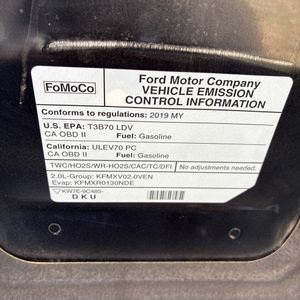 FoMoCo
Ford Motor Company
VEHICLE EMISSION
CONTROL INFORMATION
Conforms to regulations: 2019 MY
U.S. EPA: T3B70 LDV
CA OBD II Fuel: Gasoline
California: ULEV70 PC
CA OBD II Fuel: Gasoline
TWC/HO2S/WR-HO2S/CAC/TC/DFI No adjustments needed.
2.0L-Group: KFMXV02.0VEN
Evap: KFMXR0130NDE
KW7E-9C485-
DKU